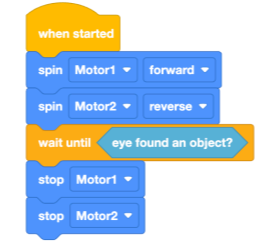 when started
spin Motor1 forward
spin Motor2 reverse
wait until eye found an object?
stop Motor1
stop Motor2